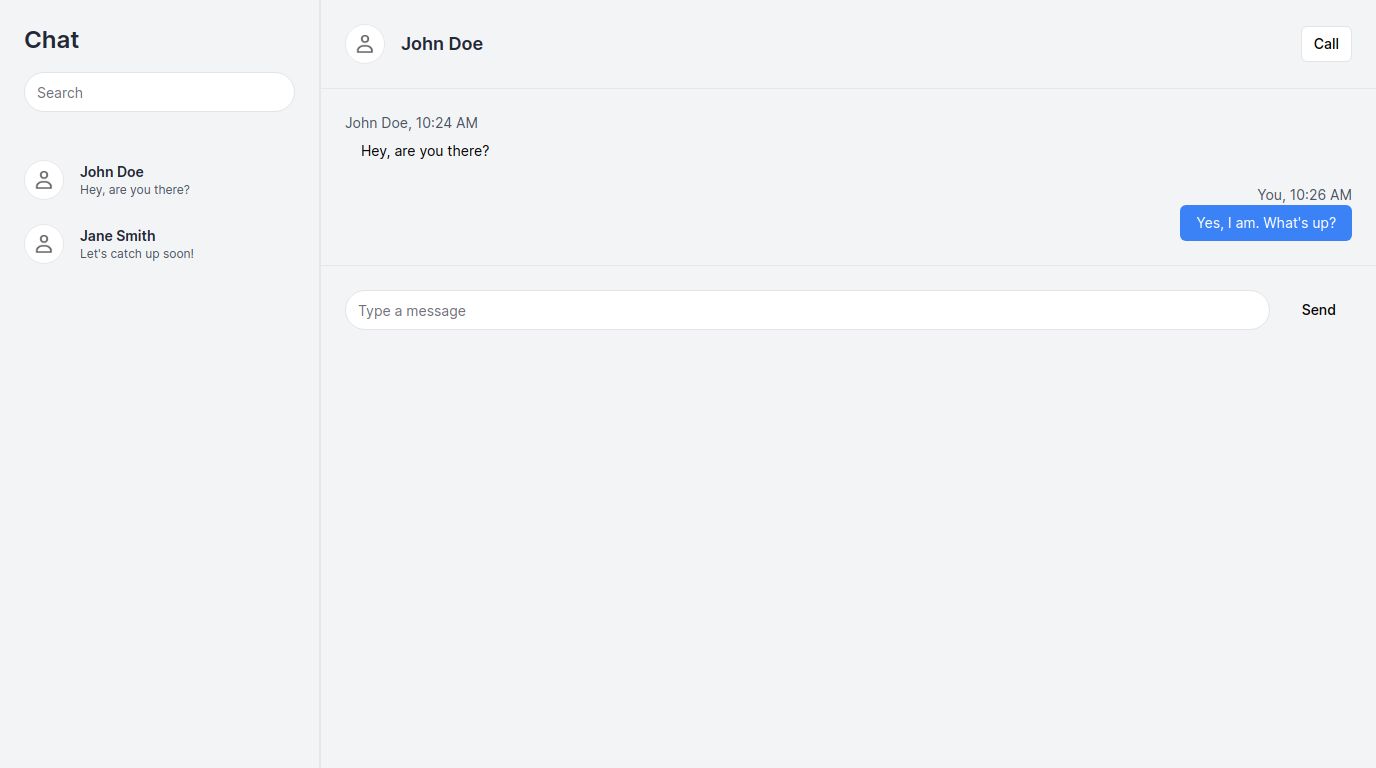 Chat
Search
John Doe
Hey, are you there?
Jane Smith
Let's catch up soon!
John Doe
Call
John Doe, 10:24 AM
Hey, are you there?
You, 10:26 AM
Yes, I am. What's up?
Type a message
Send